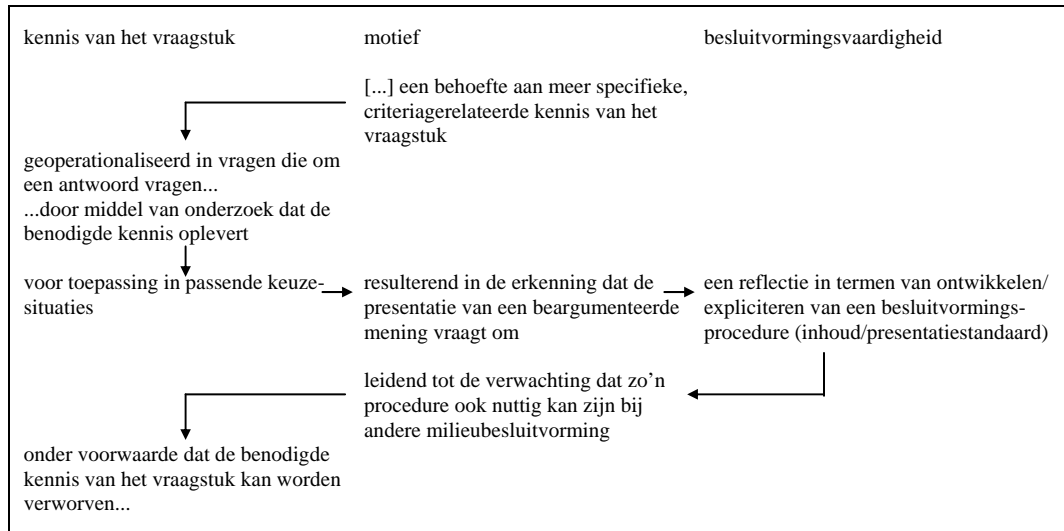 kennis van het vraagstuk
motief
besluitvormingsvaardigheid
[...] een behoefte aan meer specifieke,
criteriagerelateerde kennis van het
vraagstuk
geoperationaliseerd in vragen die om
een antwoord vragen...
...door middel van onderzoek dat de
benodigde kennis oplevert
voor toepassing in passende keuze-
situaties
resulterend in de erkenning dat de
presentatie van een beargumenteerde
mening vraagt om
een reflectie in termen van ontwikkelen/
expliciteren van een besluitvormings-
procedure (inhoud/presentatiestandaard)
leidend tot de verwachting dat zo’n
procedure ook nuttig kan zijn bij
andere milieubesluitvorming
onder voorwaarde dat de benodigde
kennis van het vraagstuk kan worden
verworven...